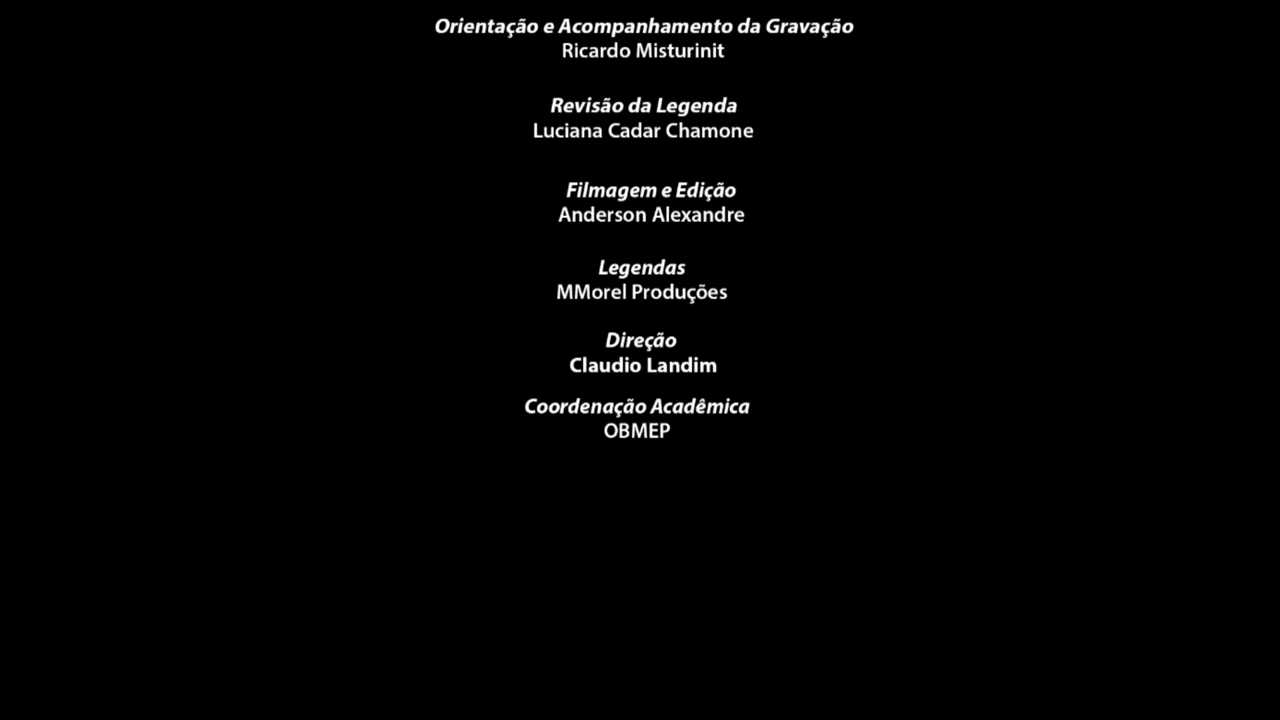 Orientação e Acompanhamento da Gravação
Ricardo Misturinit
Revisão da Legenda
Luciana Cadar Chamone
Filmagem e Edição
Anderson Alexandre
Legendas
MMorel Produções
Direção
Claudio Landim
Coordenação Acadêmica
OBMEP